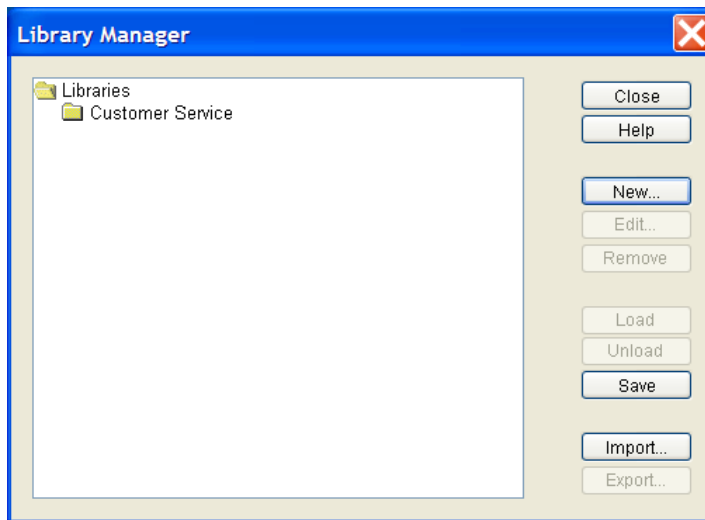 Library Manager
Libraries
Customer Service
Close
Help
New...
Edit...
Remove
Load
Unload
Save
Import...
Export...